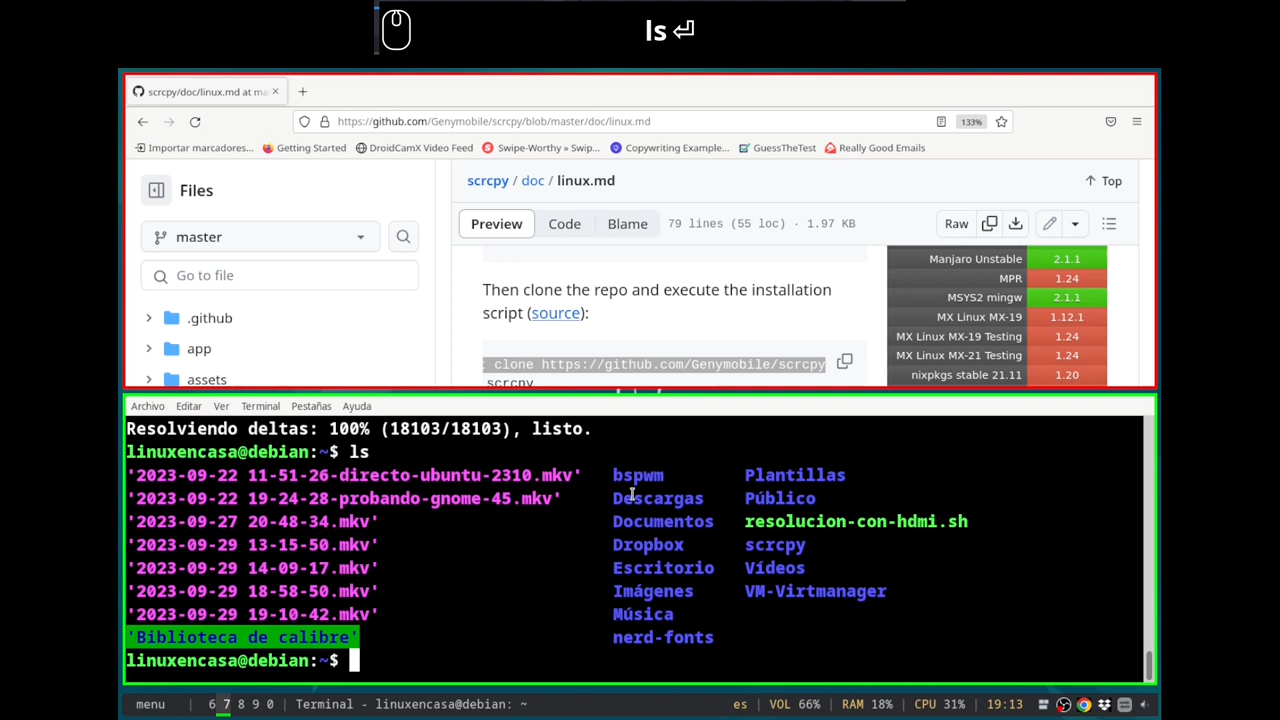 ls ⏎
scrcpy/doc/linux.md at ma
https://github.com/Genymobile/scrcpy/blob/master/doc/linux.md 133%
Importar marcadores... Getting Started DroidCamX Video Feed Swipe-Worthy » Swip... Copywriting Example... GuessTheTest Really Good Emails
Files
master
Go to file
.github
app
assets
scrcpy / doc / linux.md Top
Preview Code Blame 79 lines (55 loc) · 1.97 KB Raw
Then clone the repo and execute the installation
script (source):
t clone https://github.com/Genymobile/scrcpy
scrcpy
Manjaro Unstable 2.1.1
MPR 1.24
MSYS2 mingw 2.1.1
MX Linux MX-19 1.12.1
MX Linux MX-19 Testing 1.24
MX Linux MX-21 Testing 1.24
nixpkgs stable 21.11 1.20
Archivo Editar Ver Terminal Pestañas Ayuda
Resolviendo deltas: 100% (18103/18103), listo.
linuxencasa@debian:~$ ls
'2023-09-22 11-51-26-directo-ubuntu-2310.mkv' bspwm Plantillas
'2023-09-22 19-24-28-probando-gnome-45.mkv' Descargas Público
'2023-09-27 20-48-34.mkv' Documentos resolucion-con-hdmi.sh
'2023-09-29 13-15-50.mkv' Dropbox scrcpy
'2023-09-29 14-09-17.mkv' Escritorio Vídeos
'2023-09-29 18-58-50.mkv' Imágenes VM-Virtmanager
'2023-09-29 19-10-42.mkv' Música
'Biblioteca de calibre' nerd-fonts
linuxencasa@debian:~$
menu | 6 7 8 9 0 | Terminal - linuxencasa@debian: ~ es | VOL 66% | RAM 18% | CPU 31% | 19:13